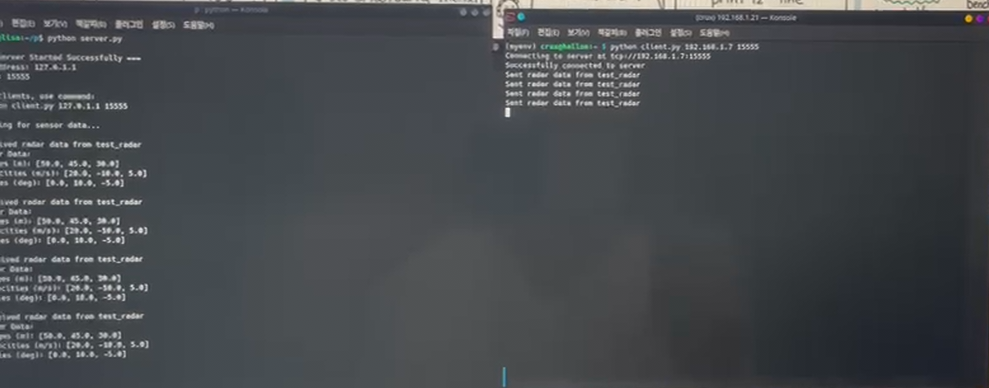 p : python — Konsole
편집(E) 보기(V) 책갈피(B) 플러그인 설정(S) 도움말(H)
python server.py
Server Started Successfully ===
dress: 127.0.1.1
15555
clients, use command:
client.py 127.0.1.1 15555
ing for sensor data...
ived radar data from test_radar
r Data:
es (m): [50.0, 45.0, 30.0]
cities (m/s): [20.0, -10.0, 5.0]
es (deg): [0.0, 10.0, -5.0]
ived radar data from test_radar
r Data:
es (m): [50.0, 45.0, 30.0]
cities (m/s): [20.0, -10.0, 5.0]
es (deg): [0.0, 10.0, -5.0]
ived radar data from test_radar
r Data:
es (m): [50.0, 45.0, 30.0]
cities (m/s): [20.0, -10.0, 5.0]
es (deg): [0.0, 10.0, -5.0]
ived radar data from test_radar
r Data:
es (m): [50.0, 45.0, 30.0]
cities (m/s): [20.0, -10.0, 5.0]
es (deg): [0.0, 10.0, -5.0]
192.168.1.21 — Konsole
파일(F) 편집(E) 보기(V) 책갈피(B) 플러그인 설정(S) 도움말(H)
(myenv) python client.py 192.168.1.7 15555
Connecting to server at tcp://192.168.1.7:15555
Successfully connected to server
Sent radar data from test_radar
Sent radar data from test_radar
Sent radar data from test_radar
Sent radar data from test_radar